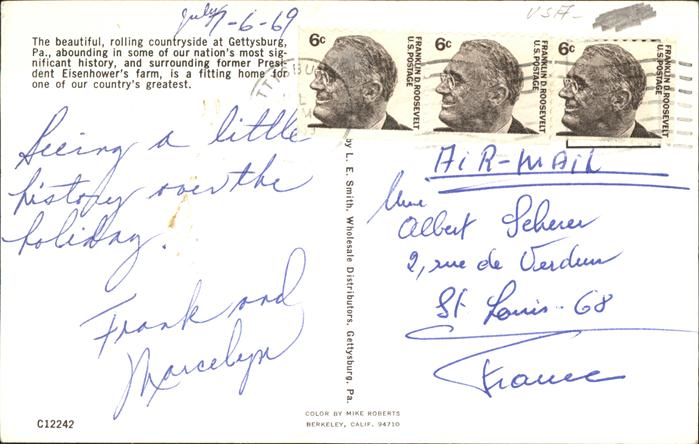 July 7-6-69
USA-
The beautiful, rolling countryside at Gettysburg,
Pa., abounding in some of our nation's most sig-
nificant history, and surrounding former Presi-
dent Eisenhower's farm, is a fitting home for
one of our country's greatest.
Seeing a little
history over the
holiday.
Frank and
Marcelyn
C12242
by L. E. Smith, Wholesale Distributors, Gettysburg, Pa.
COLOR BY MIKE ROBERTS
BERKELEY, CALIF. 94710
6c
FRANKLIN D. ROOSEVELT
U.S. POSTAGE
6c
FRANKLIN D. ROOSEVELT
U.S. POSTAGE
6c
FRANKLIN D. ROOSEVELT
U.S. POSTAGE
AIR-MAIL
Mme
Albert Scherer
2, rue de Verdun
St Louis - 68
France